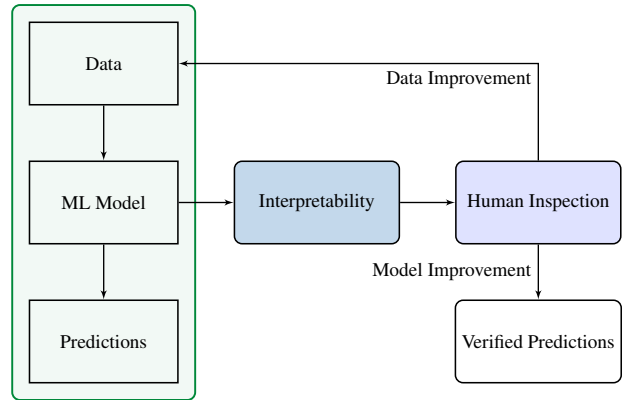 Data
Data Improvement
ML Model
Interpretability
Human Inspection
Model Improvement
Predictions
Verified Predictions